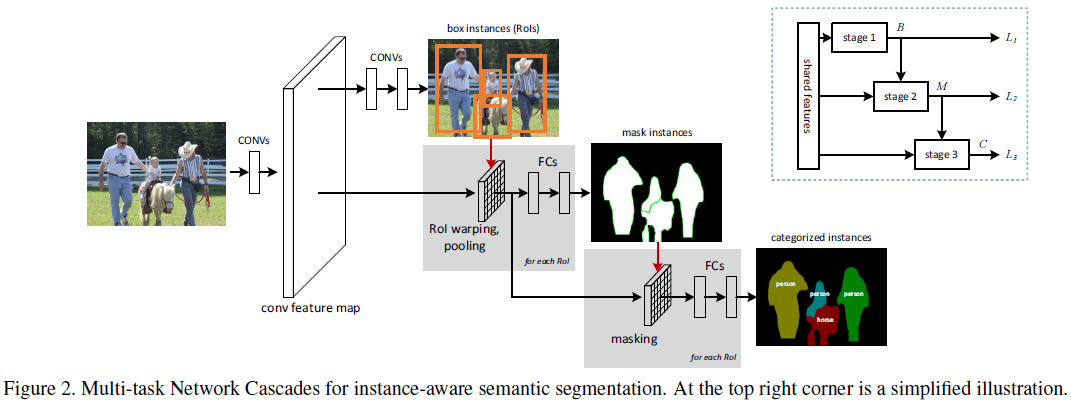 box instances (RoIs)
CONVs
CONVs
conv feature map
RoI warping,
pooling
FCs
for each RoI
mask instances
masking
FCs
for each RoI
categorized instances
person
person
person
horse
shared features
stage 1
B
L1
stage 2
M
L2
stage 3
C
L3
Figure 2. Multi-task Network Cascades for instance-aware semantic segmentation. At the top right corner is a simplified illustration.